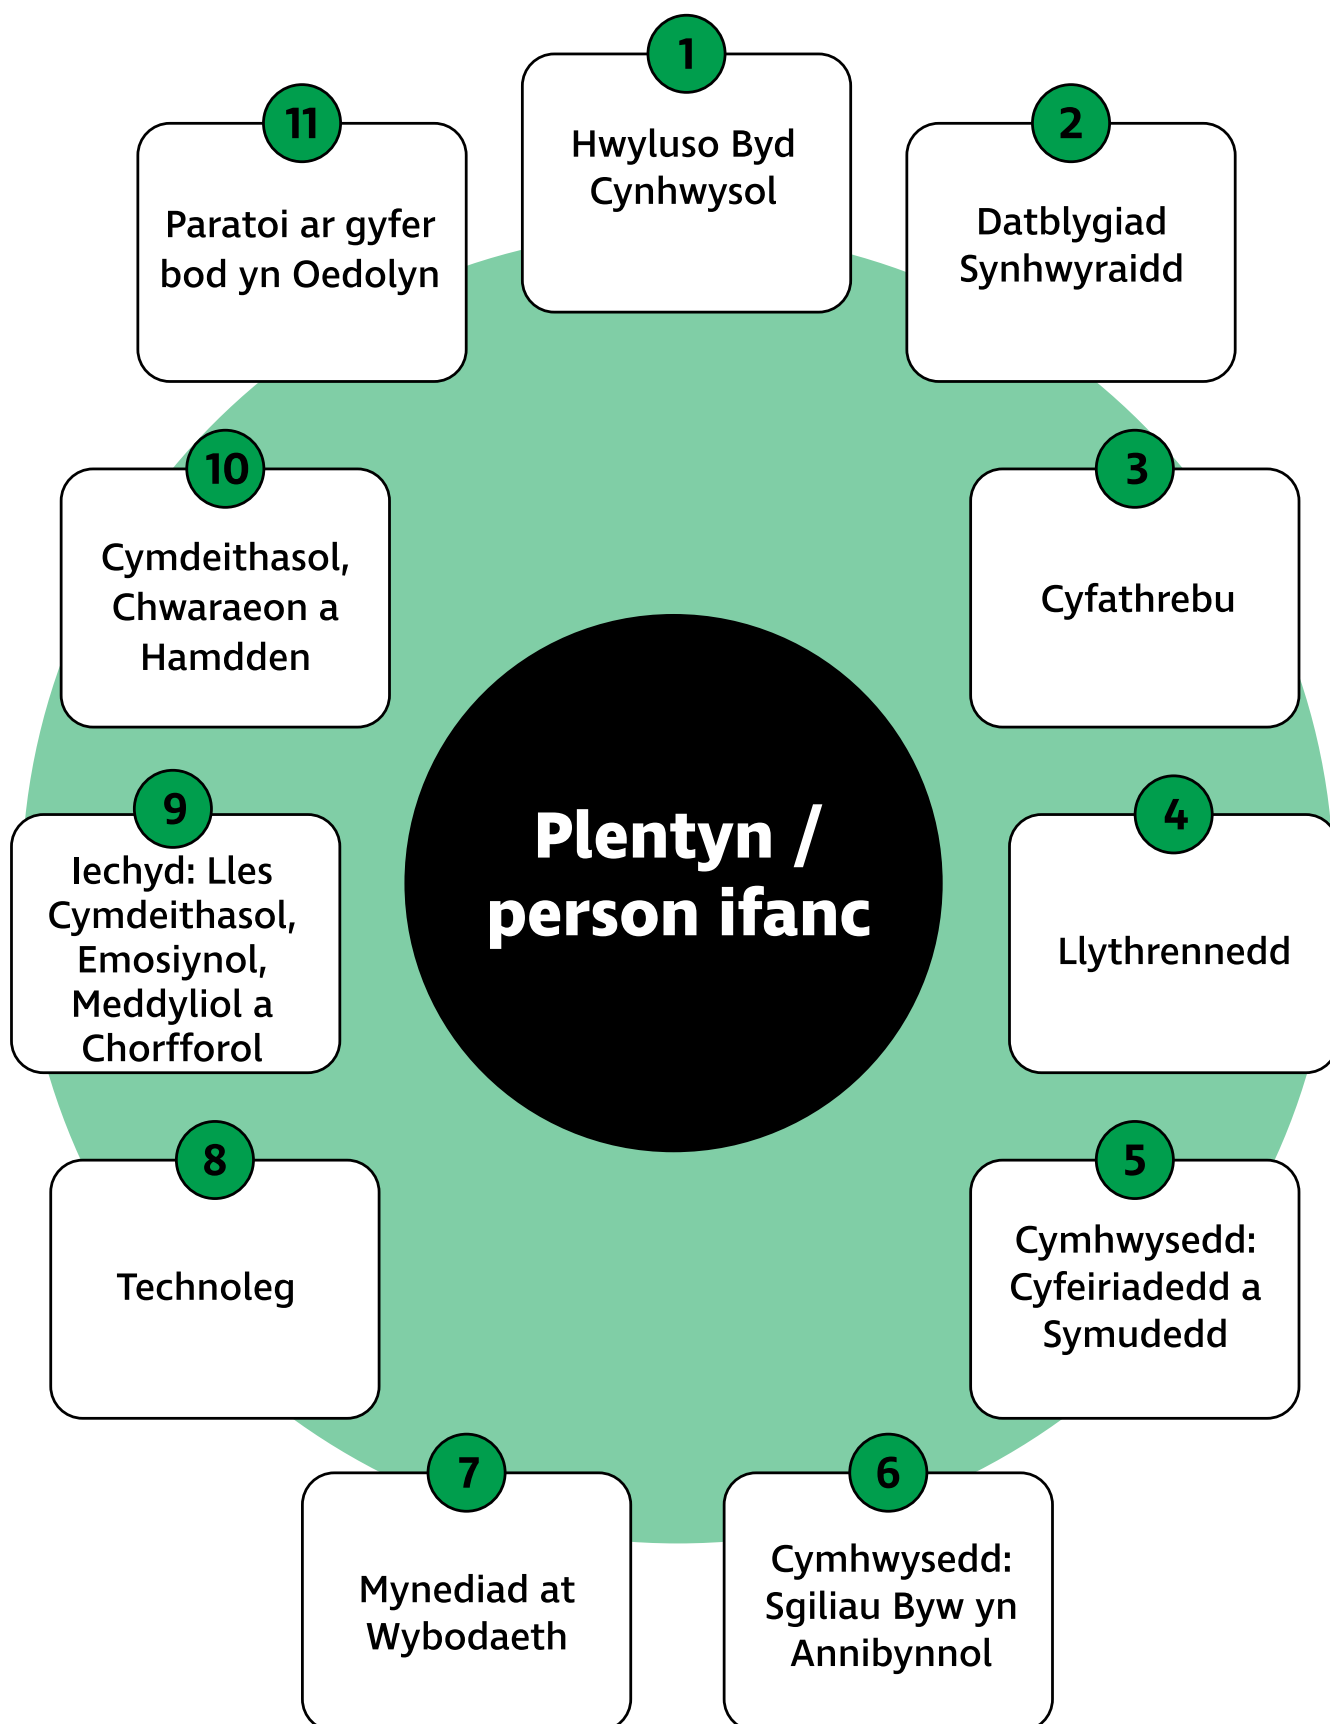 1
Hwyluso Byd
Cynhwysol
2
Datblygiad
Synhwyraidd
3
Cyfathrebu
4
Llythrennedd
5
Cymhwysedd:
Cyfeiriadedd a
Symudedd
6
Cymhwysedd:
Sgiliau Byw yn
Annibynnol
7
Mynediad at
Wybodaeth
8
Technoleg
9
Iechyd: Lles
Cymdeithasol,
Emosiynol,
Meddyliol a
Chorfforol
10
Cymdeithasol,
Chwaraeon a
Hamdden
11
Paratoi ar gyfer
bod yn Oedolyn
Plentyn /
person ifanc